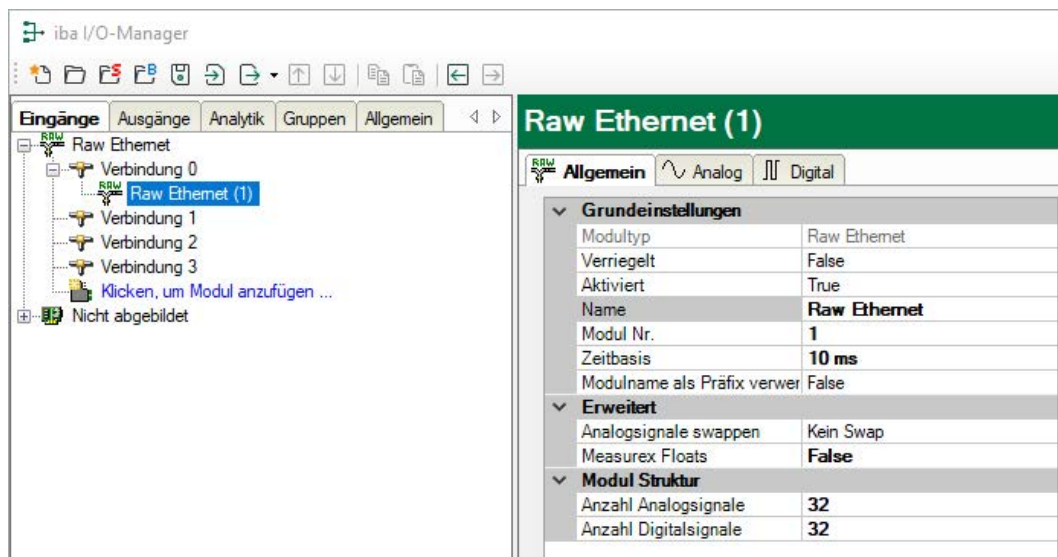 iba I/O-Manager
Eingänge Ausgänge Analytik Gruppen Allgemein
Raw Ethernet
Verbindung 0
Raw Ethernet (1)
Verbindung 1
Verbindung 2
Verbindung 3
Klicken, um Modul anzufügen ...
Nicht abgebildet
Raw Ethernet (1)
Allgemein Analog Digital
Grundeinstellungen
Modultyp Raw Ethernet
Verriegelt False
Aktiviert True
Name Raw Ethernet
Modul Nr. 1
Zeitbasis 10 ms
Modulname als Präfix verwer False
Erweitert
Analogsignale swappen Kein Swap
Measurex Floats False
Modul Struktur
Anzahl Analogsignale 32
Anzahl Digitalsignale 32